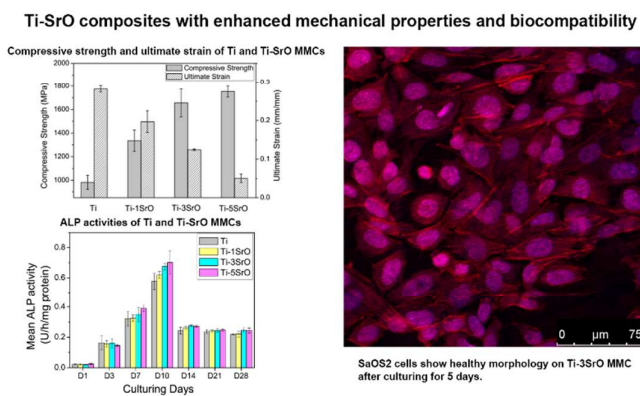 Ti-SrO composites with enhanced mechanical properties and biocompatibility
Compressive strength and ultimate strain of Ti and Ti-SrO MMCs
Compressive Strength (MPa)
2000
1800
1600
1400
1200
1000
Compressive Strength
Ultimate Strain
0.3
0.2
0.1
0.0
Ultimate Strain (mm/mm)
Ti
Ti-1SrO
Ti-3SrO
Ti-5SrO
ALP activities of Ti and Ti-SrO MMCs
Mean ALP activity
(U/h/mg protein)
0.8
0.6
0.4
0.2
0.0
Ti
Ti-1SrO
Ti-3SrO
Ti-5SrO
D1
D3
D7
D10
D14
D21
D28
Culturing Days
0 µm 75
SaOS2 cells show healthy morphology on Ti-3SrO MMC
after culturing for 5 days.